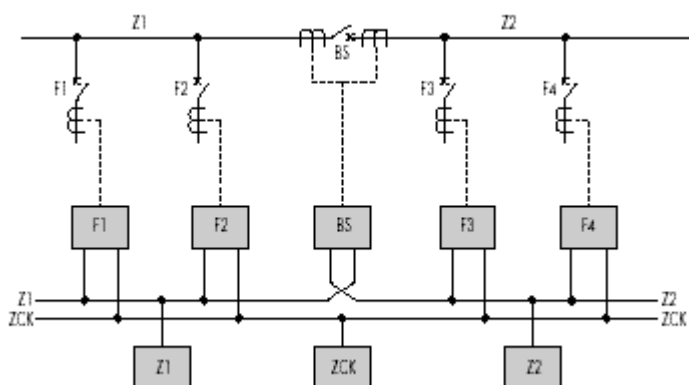 Z1 Z2
BS
F1 F2 F3 F4
F1 F2 BS F3 F4
Z1 Z2
ZCK ZCK
Z1 ZCK Z2